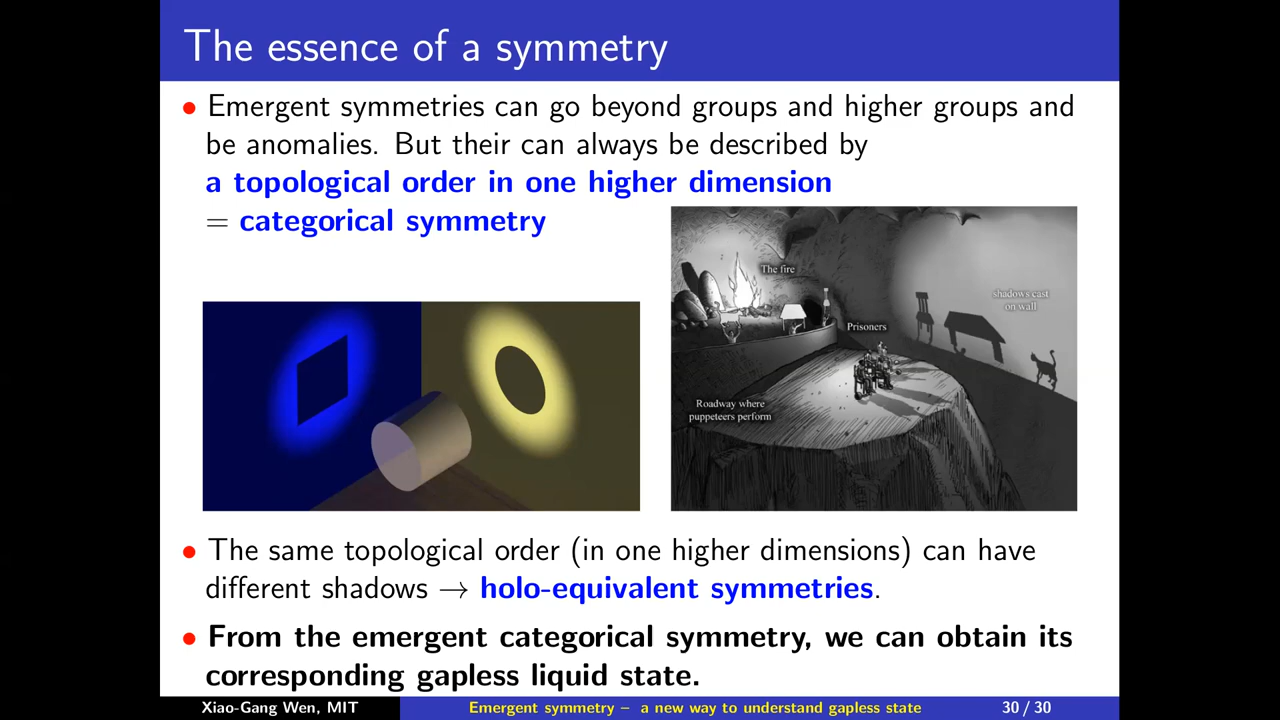 The essence of a symmetry
• Emergent symmetries can go beyond groups and higher groups and
be anomalies. But their can always be described by
a topological order in one higher dimension
= categorical symmetry
The fire
shadows cast
on wall
Prisoners
Roadway where
puppeteers perform
• The same topological order (in one higher dimensions) can have
different shadows → holo-equivalent symmetries.
• From the emergent categorical symmetry, we can obtain its
corresponding gapless liquid state.
Xiao-Gang Wen, MIT
Emergent symmetry – a new way to understand gapless state
30 / 30